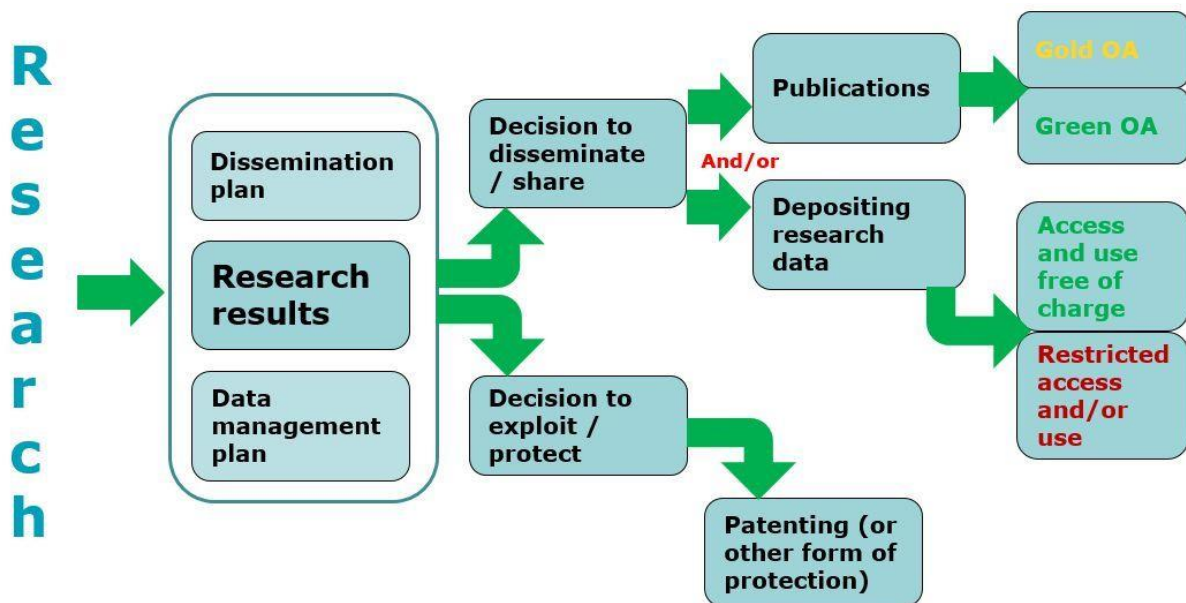 Research
Dissemination
plan
Research
results
Data
management
plan
Decision to
disseminate
/ share
And/or
Decision to
exploit /
protect
Publications
Depositing
research
data
Patenting (or
other form of
protection)
Gold OA
Green OA
Access
and use
free of
charge
Restricted
access
and/or
use